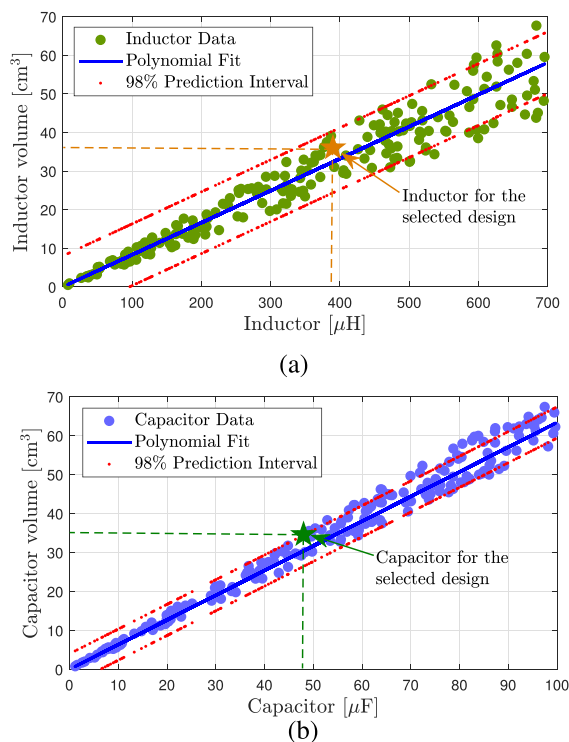 70
60
50
40
30
20
10
0
Inductor volume [cm³]
Inductor Data
Polynomial Fit
98% Prediction Interval
Inductor for the
selected design
0 100 200 300 400 500 600 700
Inductor [μH]
(a)
70
60
50
40
30
20
10
0
Capacitor volume [cm³]
Capacitor Data
Polynomial Fit
98% Prediction Interval
Capacitor for the
selected design
0 10 20 30 40 50 60 70 80 90 100
Capacitor [μF]
(b)